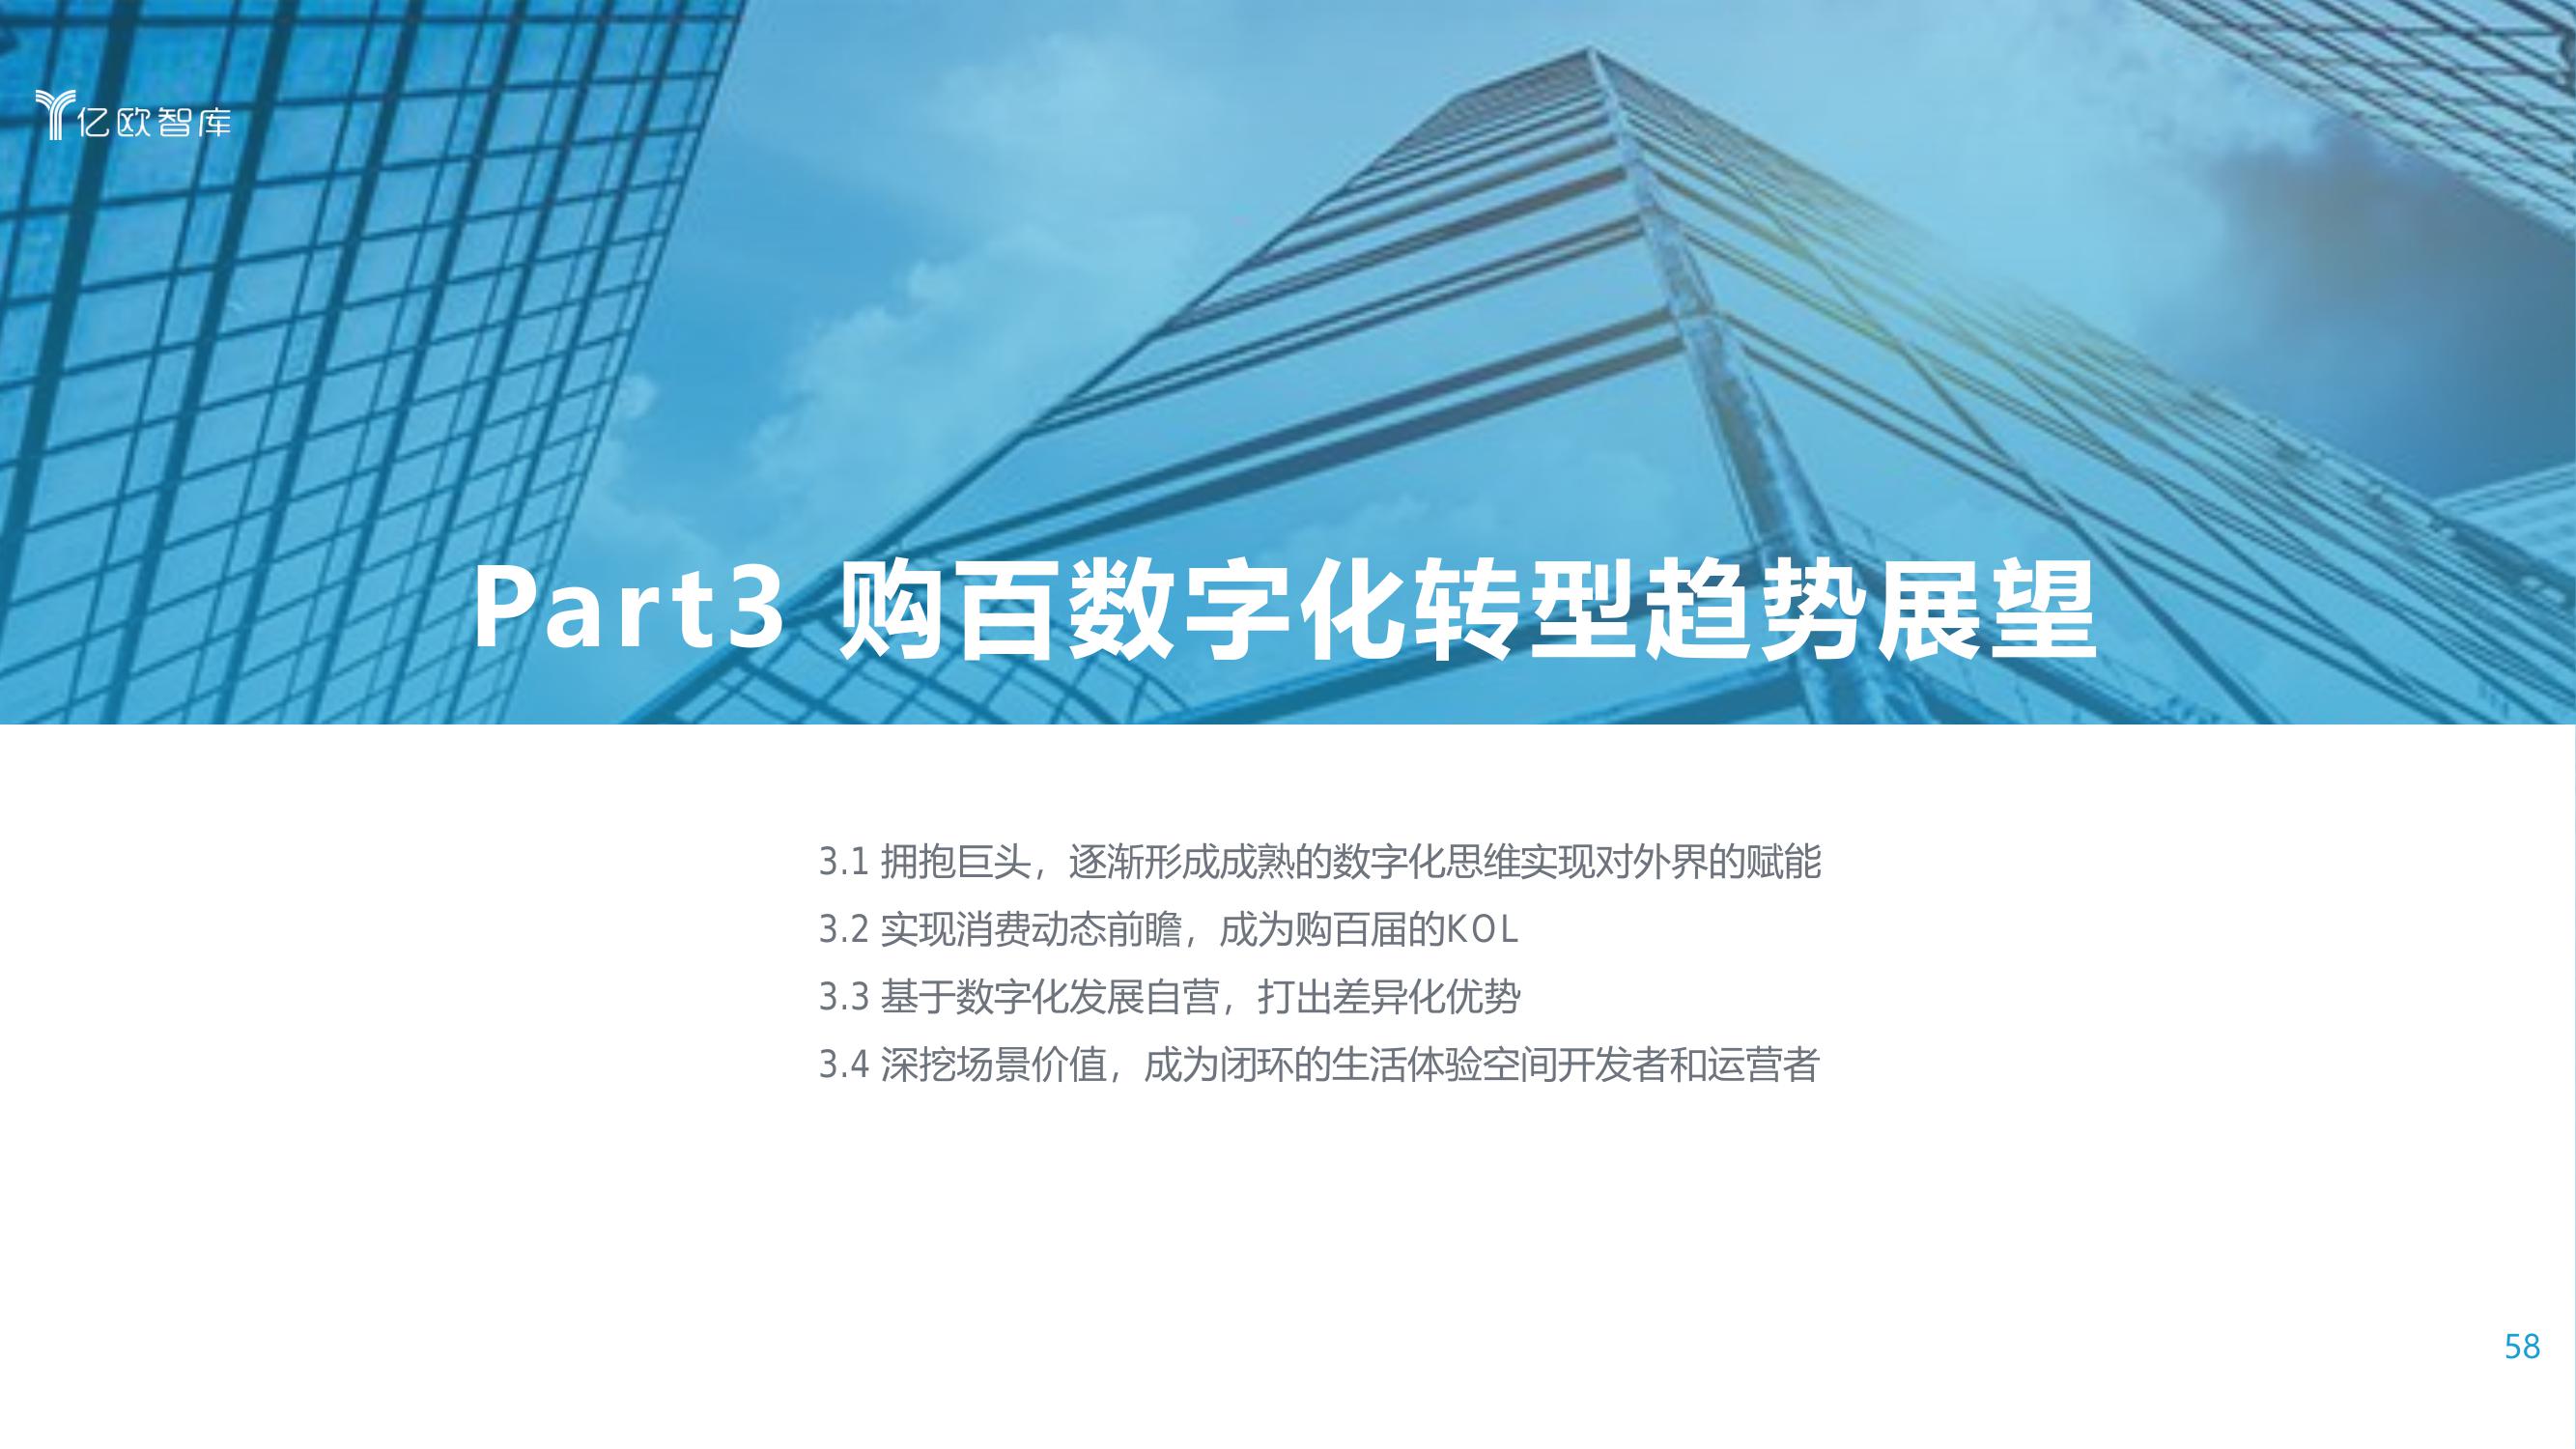 亿欧智库
Part3 购百数字化转型趋势展望
3.1 拥抱巨头，逐渐形成成熟的数字化思维实现对外界的赋能
3.2 实现消费动态前瞻，成为购百届的KOL
3.3 基于数字化发展自营，打出差异化优势
3.4 深挖场景价值，成为闭环的生活体验空间开发者和运营者
58